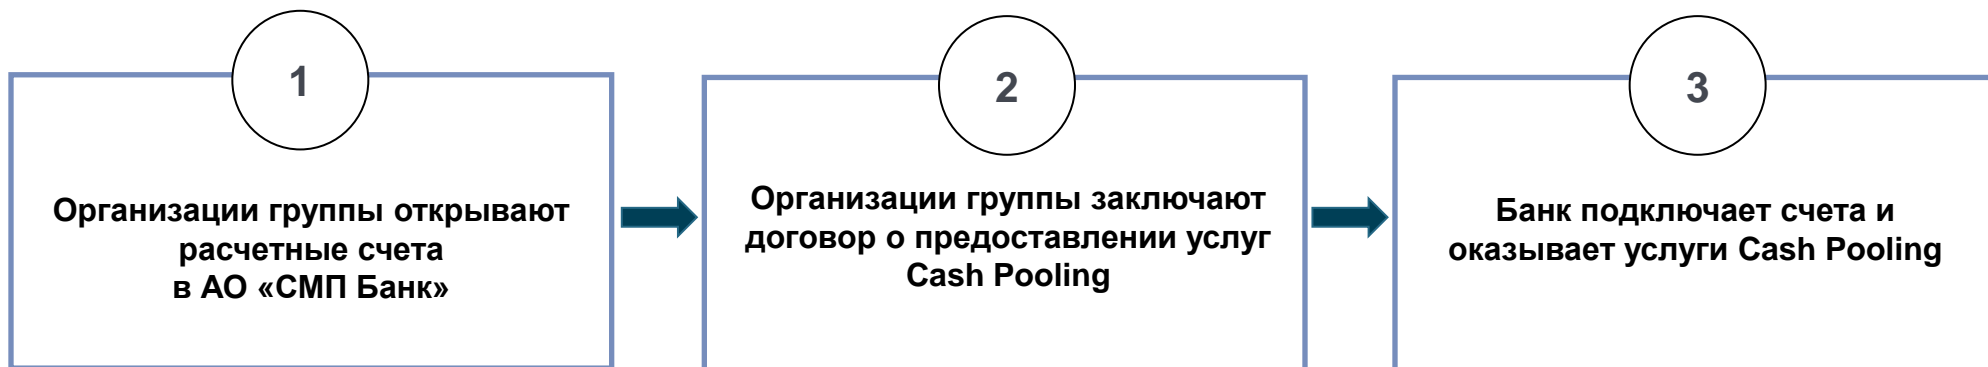 1
Организации группы открывают
расчетные счета
в АО «СМП Банк»
2
Организации группы заключают
договор о предоставлении услуг
Cash Pooling
3
Банк подключает счета и
оказывает услуги Cash Pooling